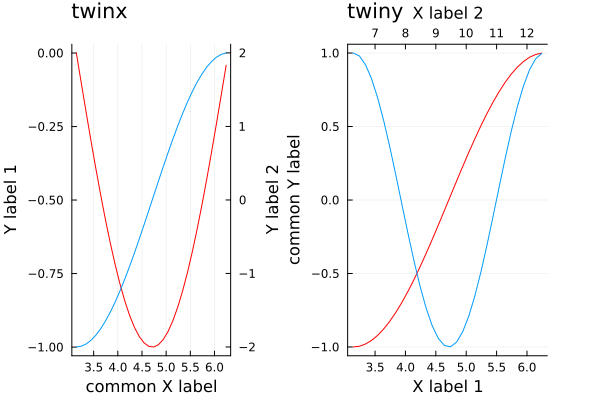 twinx
0.00
−0.25
−0.50
−0.75
−1.00
Y label 1
2
1
0
−1
−2
Y label 2
3.5 4.0 4.5 5.0 5.5 6.0
common X label
twiny
X label 2
7 8 9 10 11 12
1.0
0.5
0.0
−0.5
−1.0
common Y label
3.5 4.0 4.5 5.0 5.5 6.0
X label 1